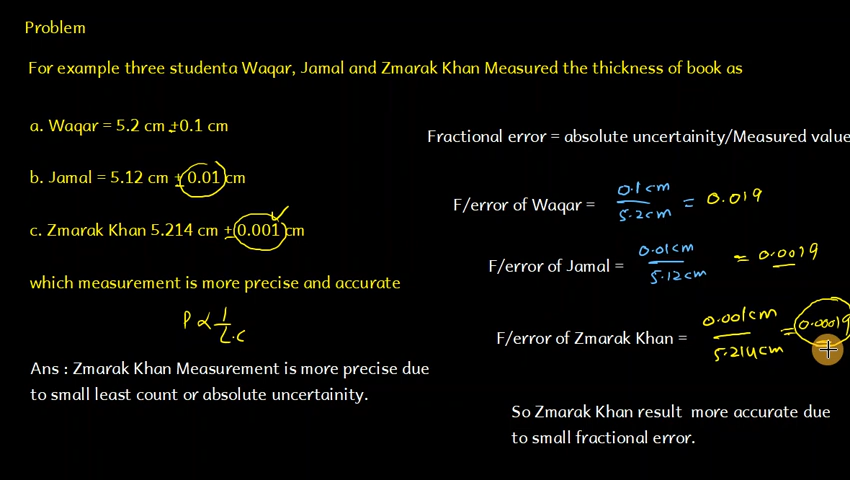 Problem
For example three studenta Waqar, Jamal and Zmarak Khan Measured the thickness of book as
a. Waqar = 5.2 cm ±0.1 cm
b. Jamal = 5.12 cm ± 0.01 cm
c. Zmarak Khan 5.214 cm ± 0.001 cm
which measurement is more precise and accurate
P ∝ 1/L.C
Ans : Zmarak Khan Measurement is more precise due
to small least count or absolute uncertainity.
Fractional error = absolute uncertainity/Measured value
F/error of Waqar = 0.1cm/5.2cm = 0.019
F/error of Jamal = 0.01cm/5.12cm = 0.0019
F/error of Zmarak Khan = 0.001cm/5.214cm = 0.00019
So Zmarak Khan result more accurate due
to small fractional error.